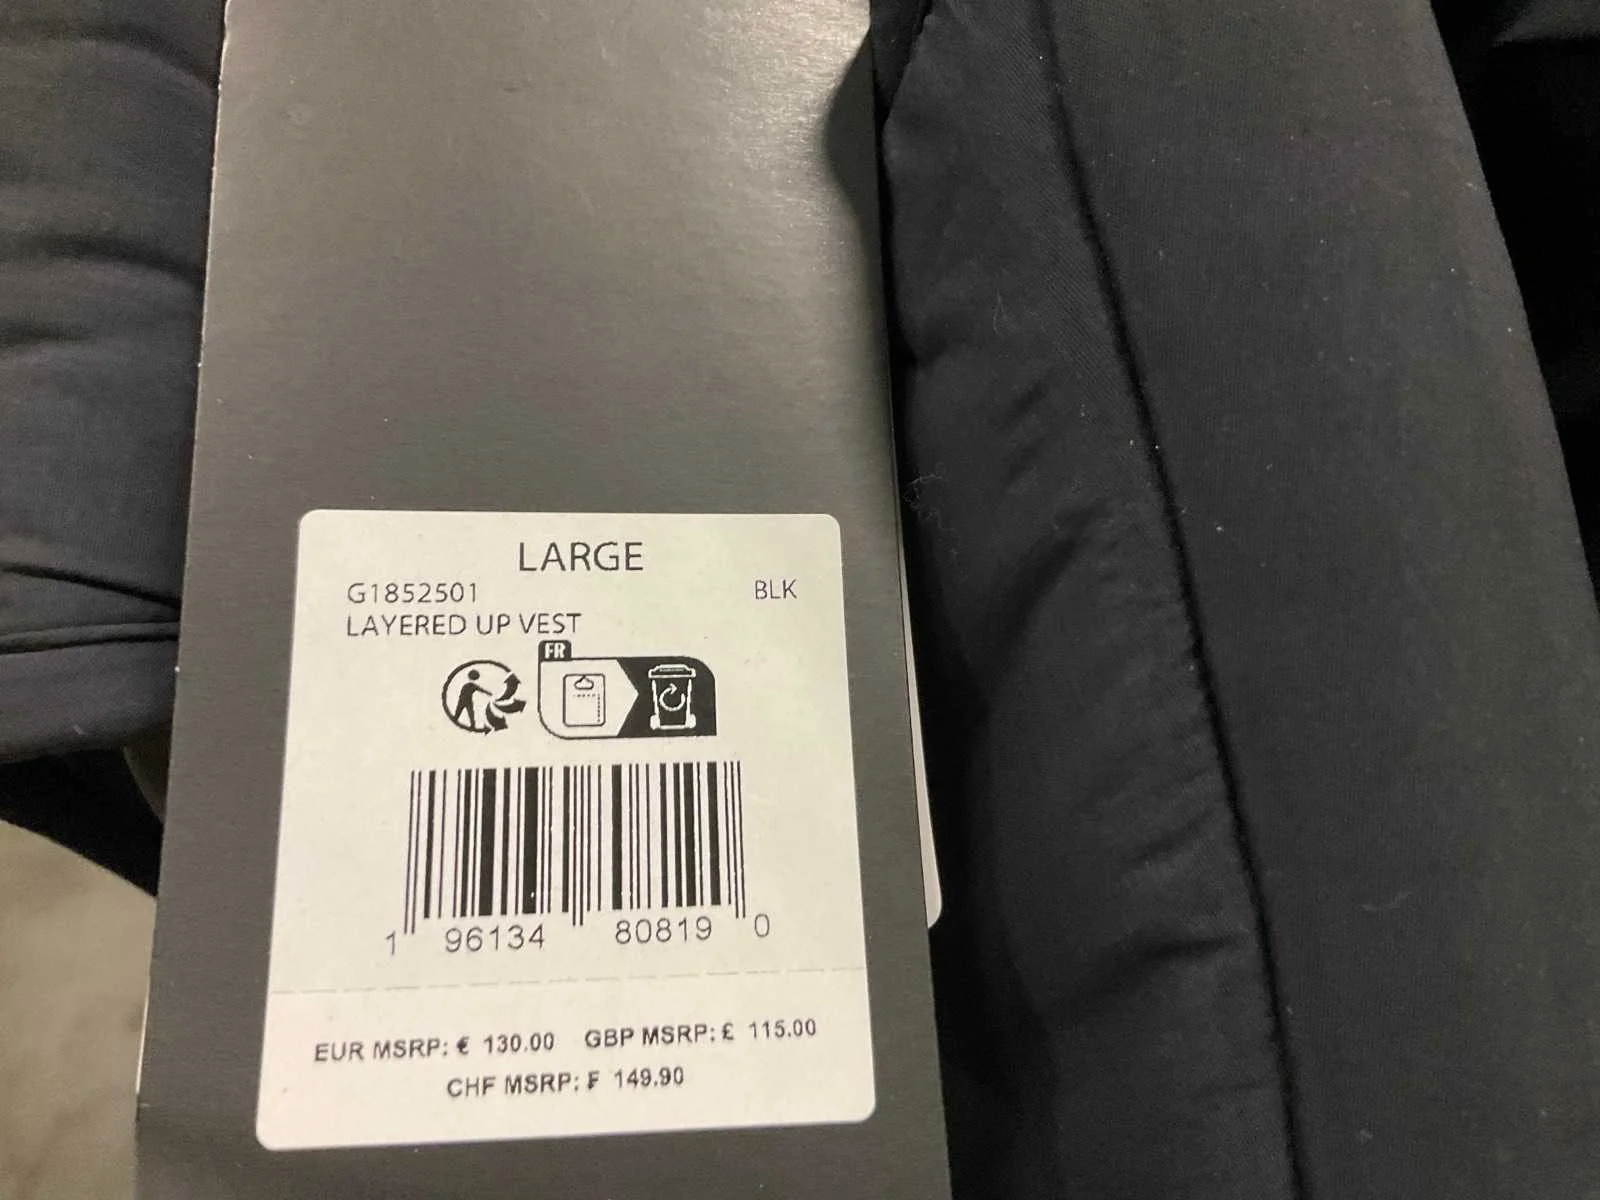 LARGE
G1852501 BLK
LAYERED UP VEST
FR
1 96134 80819 0
EUR MSRP: € 130.00 GBP MSRP: £ 115.00
CHF MSRP: ₣ 149.90